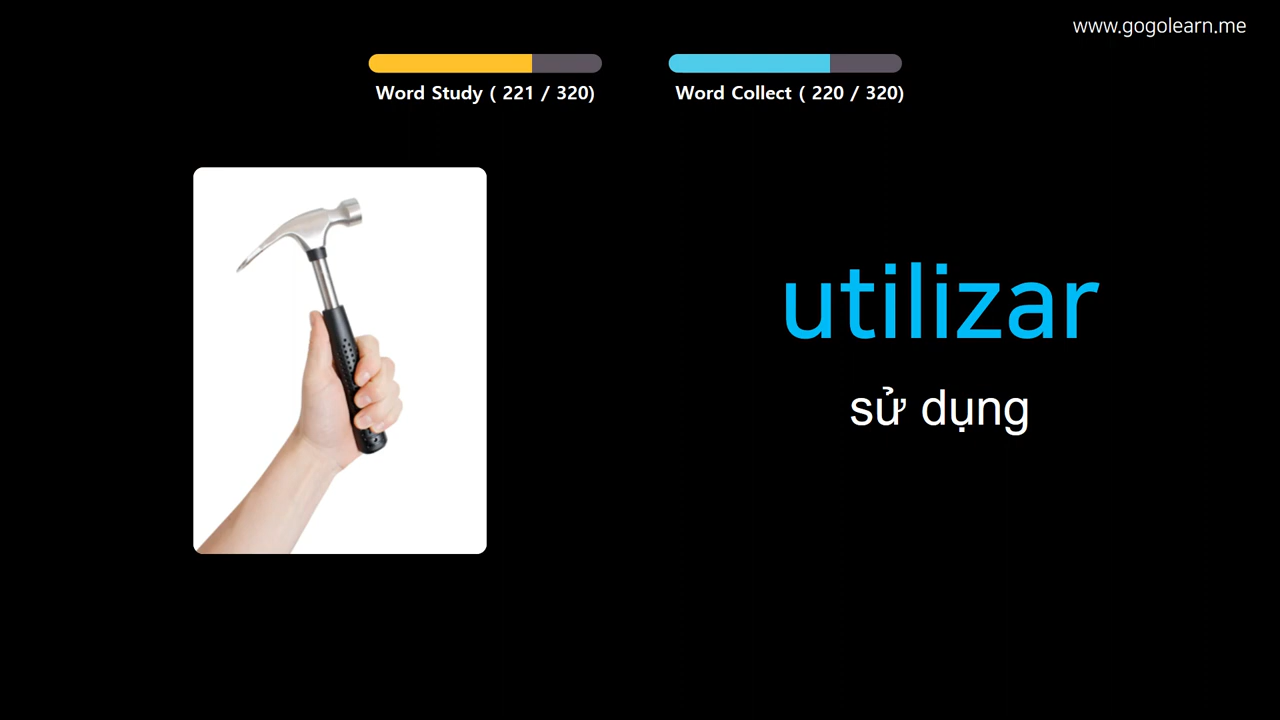 www.gogolearn.me
Word Study ( 221 / 320)
Word Collect ( 220 / 320)
utilizar
sử dụng